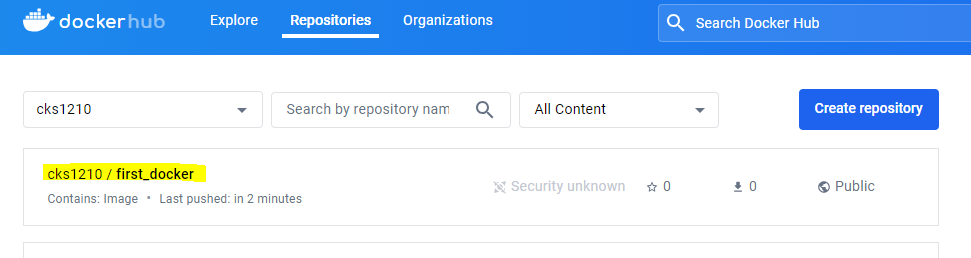 dockerhub Explore Repositories Organizations Search Docker Hub
cks1210 Search by repository nam All Content Create repository
cks1210 / first_docker
Security unknown 0 0 Public
Contains: Image • Last pushed: in 2 minutes